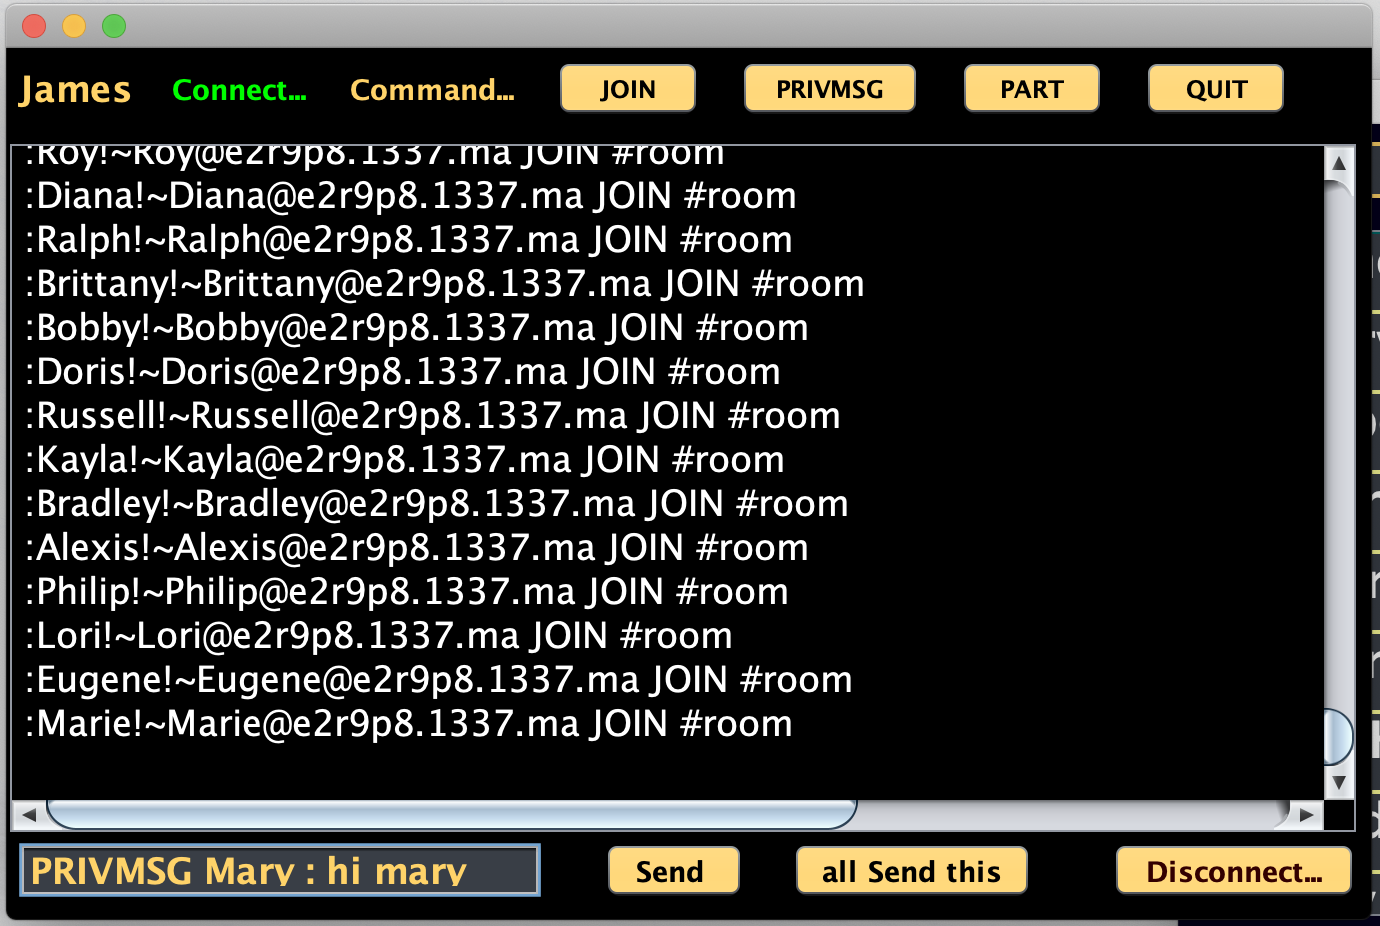 James Connect... Command... JOIN PRIVMSG PART QUIT
:Roy!~Roy@e2r9p8.1337.ma JOIN #room
:Diana!~Diana@e2r9p8.1337.ma JOIN #room
:Ralph!~Ralph@e2r9p8.1337.ma JOIN #room
:Brittany!~Brittany@e2r9p8.1337.ma JOIN #room
:Bobby!~Bobby@e2r9p8.1337.ma JOIN #room
:Doris!~Doris@e2r9p8.1337.ma JOIN #room
:Russell!~Russell@e2r9p8.1337.ma JOIN #room
:Kayla!~Kayla@e2r9p8.1337.ma JOIN #room
:Bradley!~Bradley@e2r9p8.1337.ma JOIN #room
:Alexis!~Alexis@e2r9p8.1337.ma JOIN #room
:Philip!~Philip@e2r9p8.1337.ma JOIN #room
:Lori!~Lori@e2r9p8.1337.ma JOIN #room
:Eugene!~Eugene@e2r9p8.1337.ma JOIN #room
:Marie!~Marie@e2r9p8.1337.ma JOIN #room
PRIVMSG Mary : hi mary Send all Send this Disconnect...